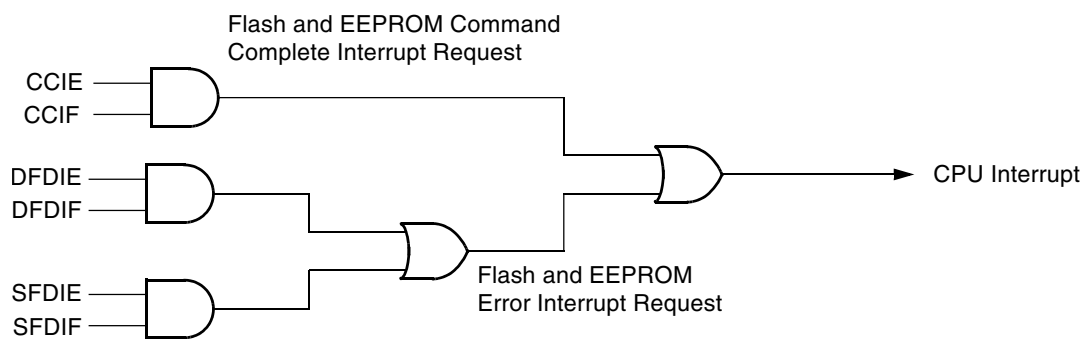 Flash and EEPROM Command
Complete Interrupt Request
CCIE
CCIF
DFDIE
DFDIF
CPU Interrupt
Flash and EEPROM
Error Interrupt Request
SFDIE
SFDIF